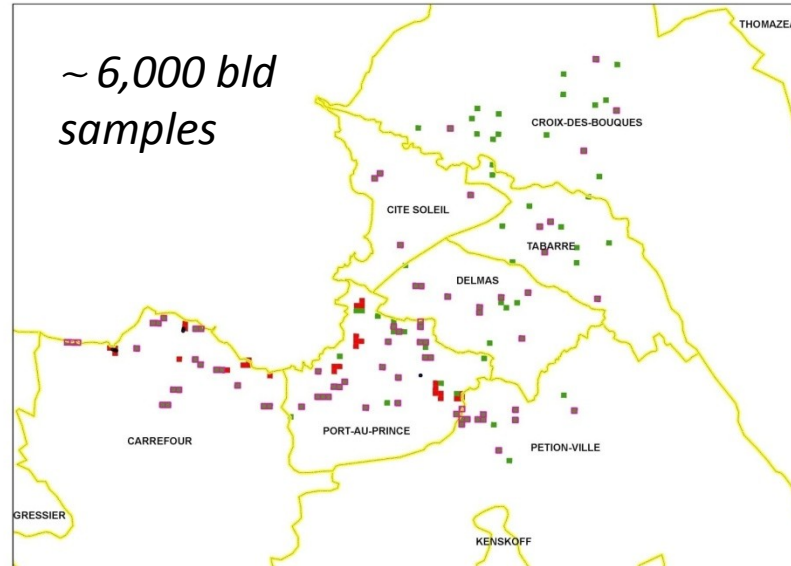 ~ 6,000 bld
samples
THOMAZEA
CROIX-DES-BOUQUES
CITE SOLEIL
TABARRE
DELMAS
CARREFOUR
PORT-AU-PRINCE
PETION-VILLE
GRESSIER
KENSKOFF